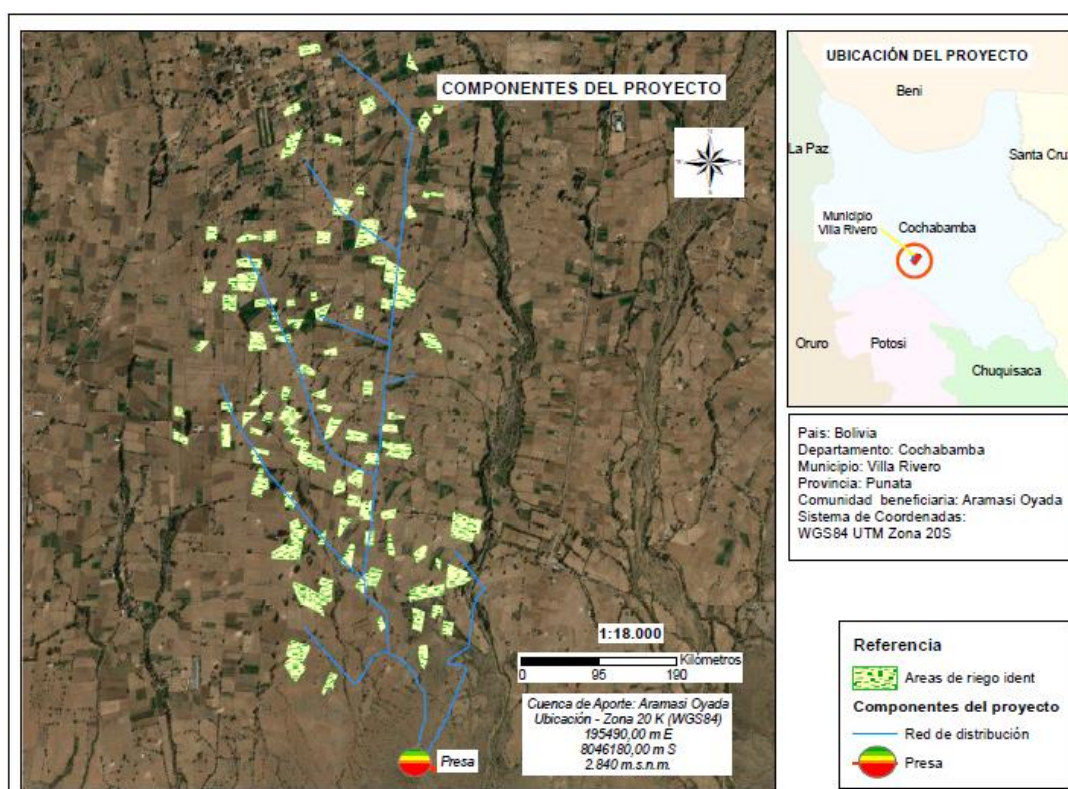 COMPONENTES DEL PROYECTO
N
W
E
S
1:18.000
Kilómetros
0 95 190
Cuenca de Aporte: Aramasi Oyada
Ubicación - Zona 20 K (WGS84)
195490,00 m E
8046180,00 m S
2.840 m.s.n.m.
Presa
UBICACIÓN DEL PROYECTO
Beni
La Paz
Santa Cruz
Municipio
Villa Rivero
Cochabamba
Oruro
Potosi
Chuquisaca
Pais: Bolivia
Departamento: Cochabamba
Municipio: Villa Rivero
Provincia: Punata
Comunidad beneficiaria: Aramasi Oyada
Sistema de Coordenadas:
WGS84 UTM Zona 20S
Referencia
Areas de riego ident
Componentes del proyecto
Red de distribución
Presa